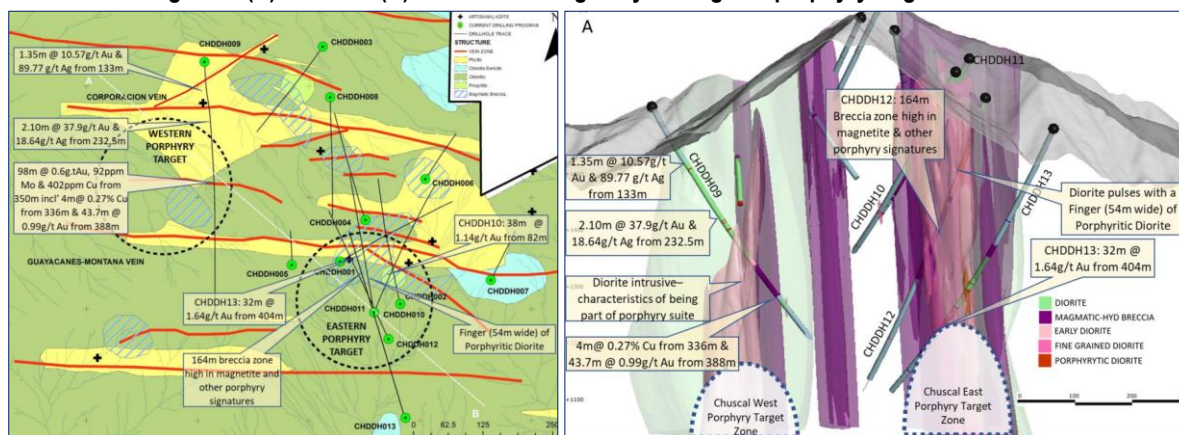 ARTISANAL ADITE
CURRENT DRILLING PROGRAM
DRILLHOLE TRACE
STRUCTURE
VEIN ZONE
Phyllic
Chlorite-Sericite
Chlorite
Propylitic
Magmatic Breccia
N
CHDDH009
CHDDH003
1.35m @ 10.57g/t Au &
89.77 g/t Ag from 133m
A
CORPORACION VEIN
CHDDH008
2.10m @ 37.9g/t Au &
18.64g/t Ag from 232,5m
WESTERN
PORPHYRY
TARGET
98m @ 0.6g.tAu, 92ppm
Mo & 402ppm Cu from
350m incl’ 4m@ 0.27% Cu
from 336m & 43.7m @
0.99g/t Au from 388m
CHDDH006
CHDDH004
CHDDH10: 38m @
1.14g/t Au from 82m
GUAYACANES-MONTANA VEIN
CHDDH005
CHDDH001
CHDDH007
CHDDH13: 32m @
1.64g/t Au from 404m
CHDDH002
CHDDH011
CHDDH010
EASTERN
PORPHYRY
TARGET
CHDDH012
Finger (54m wide) of
Porphyritic Diorite
164m breccia zone
high in magnetite and
other porphyry
signatures
B
CHDDH013
0 62.5 125 250
A
CHDDH11
CHDDH12: 164m
Breccia zone high in
magnetite & other
porphyry signatures
1.35m @ 10.57g/t
Au & 89.77 g/t Ag
from 133m
CHDDH09
CHDDH10
CHDDH13
Diorite pulses with a
Finger (54m wide) of
Porphyritic Diorite
2.10m @ 37.9g/t Au &
18.64g/t Ag from 232.5m
CHDDH13: 32m @
1.64g/t Au from 404m
Diorite intrusive–
characteristics of being
part of porphyry suite
CHDDH12
4m@ 0.27% Cu from 336m &
43.7m @ 0.99g/t Au from 388m
DIORITE
MAGMATIC-HYD BRECCIA
EARLY DIORITE
FINE GRAINED DIORITE
PORPHYRYTIC DIORITE
Chuscal West
Porphyry Target
Zone
Chuscal East
Porphyry Target
Zone
0 100 200